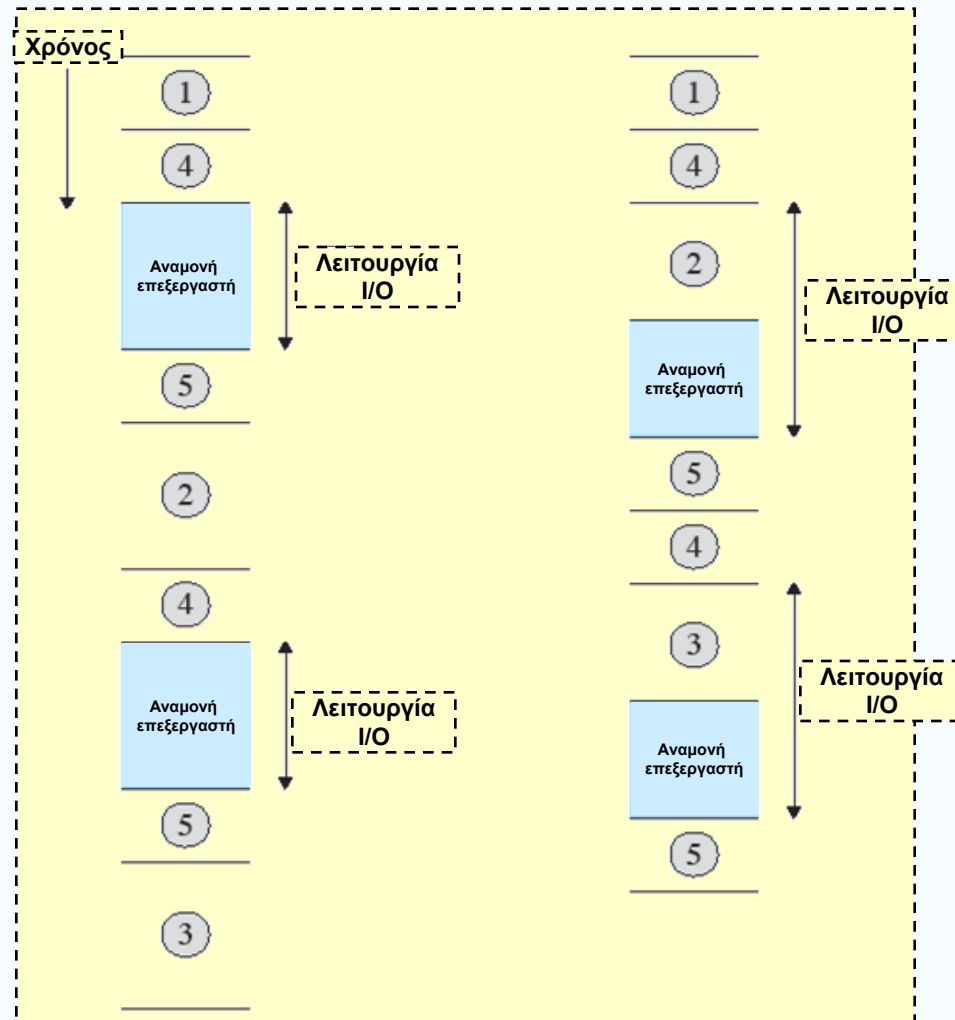 Χρόνος
1
4
Αναμονή
επεξεργαστή
Λειτουργία
I/O
5
2
4
Αναμονή
επεξεργαστή
Λειτουργία
I/O
5
3
1
4
2
Λειτουργία
I/O
Αναμονή
επεξεργαστή
5
4
3
Λειτουργία
I/O
Αναμονή
επεξεργαστή
5